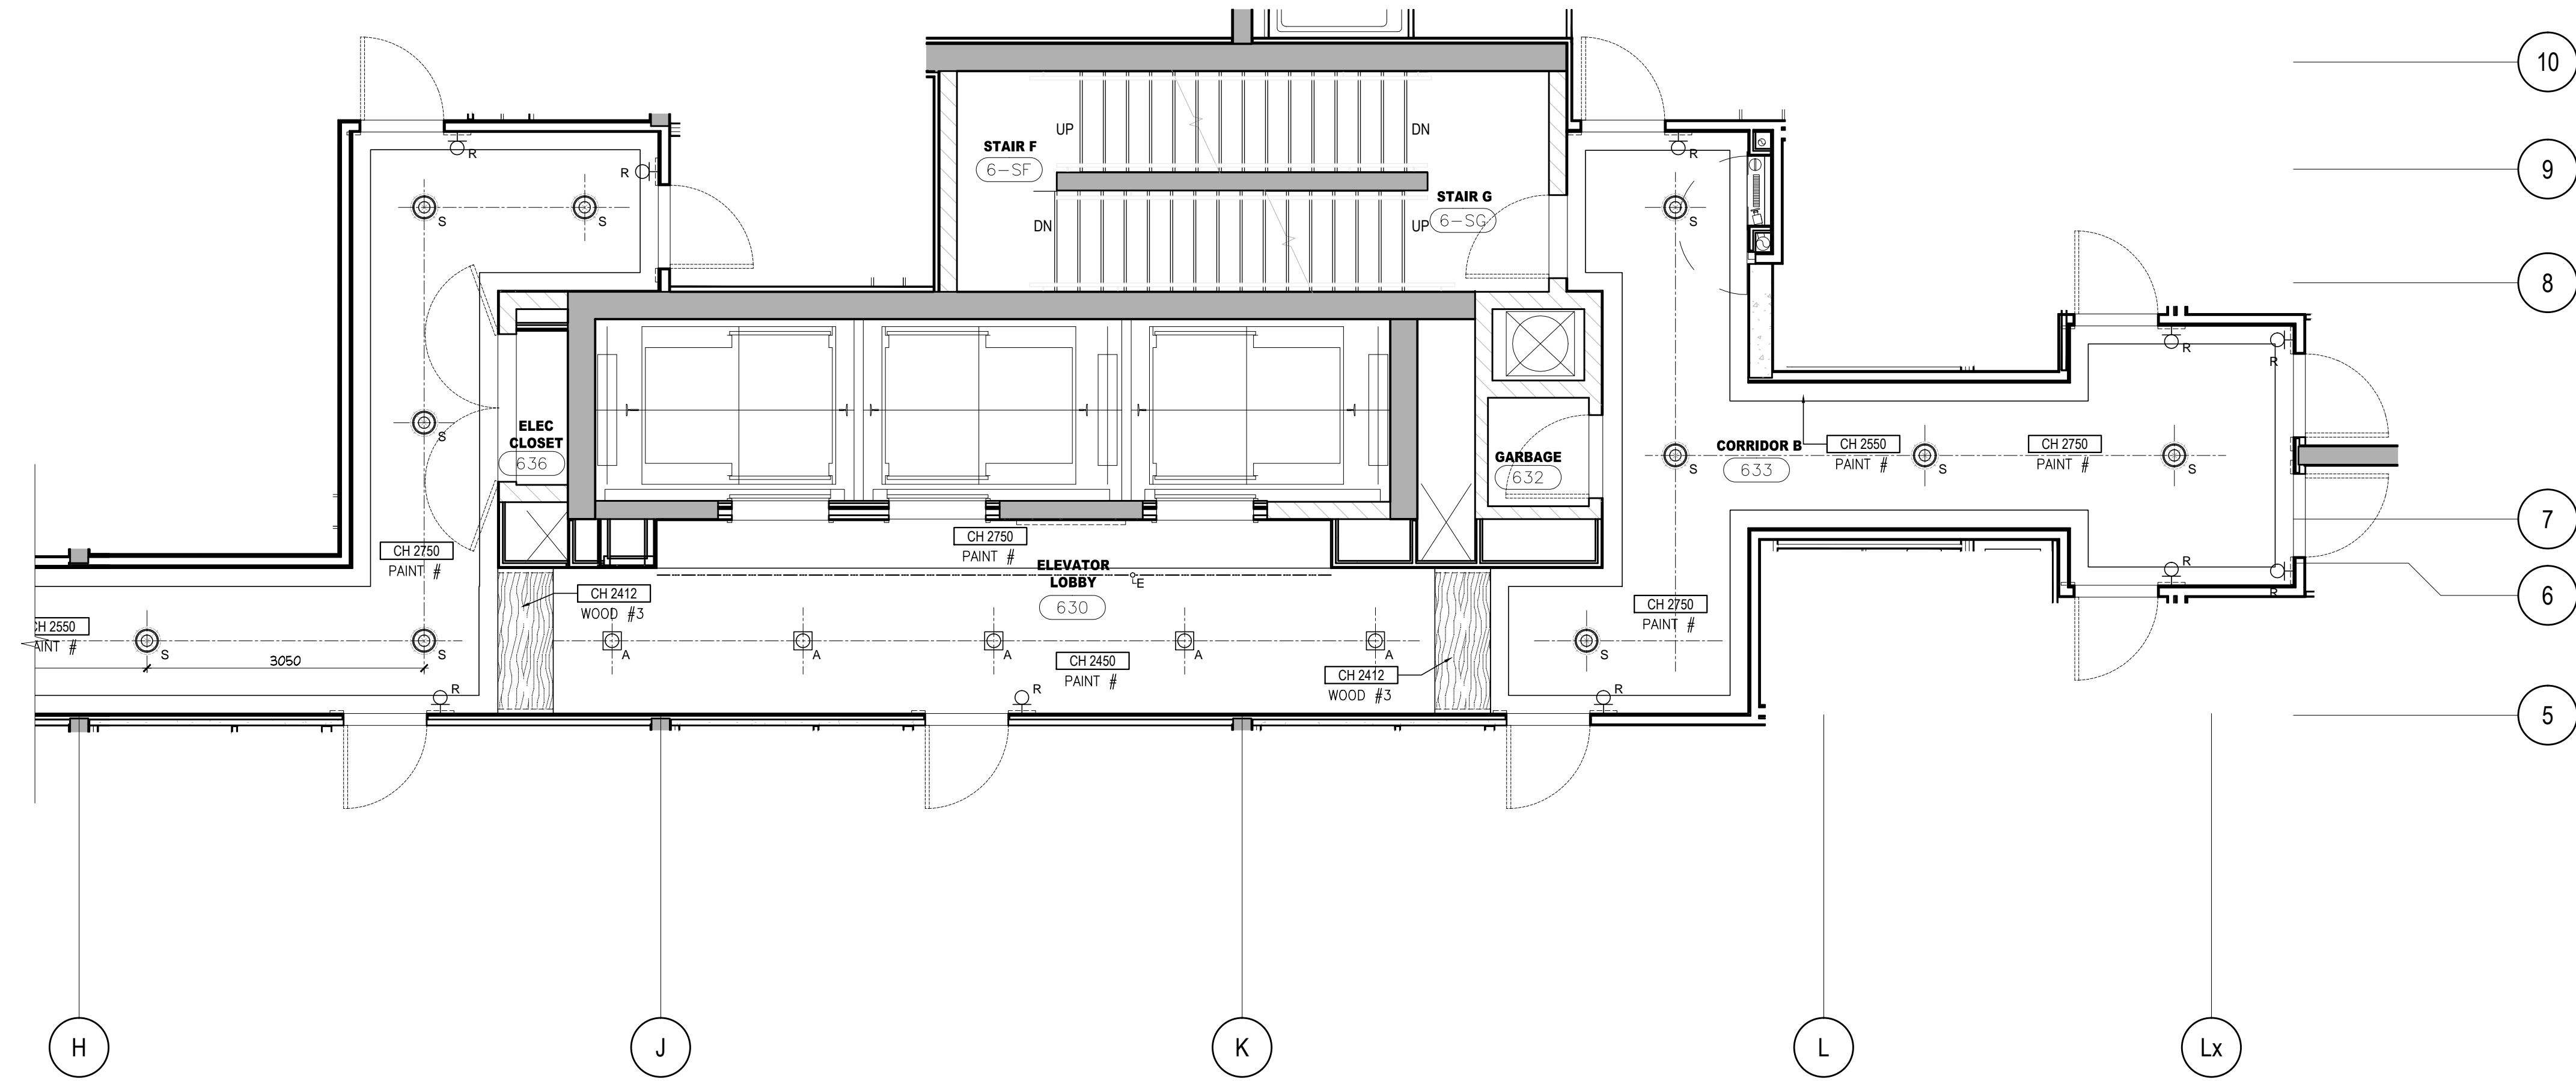 10
9
8
7
6
5
H
J
K
L
Lx
R
R
S
S
S
S
S
R
CH 2750
PAINT #
CH 2550
PAINT #
3050
ELEC
CLOSET
636
STAIR F
6-SF
UP
DN
DN
UP
STAIR G
6-SG
CH 2750
PAINT #
ELEVATOR
LOBBY
630
E
CH 2412
WOOD #3
A
A
A
A
A
CH 2450
PAINT #
CH 2412
WOOD #3
R
GARBAGE
632
R
S
S
CORRIDOR B
633
CH 2550
PAINT #
S
CH 2750
PAINT #
S
R
R
R
R
CH 2750
PAINT #
S
R